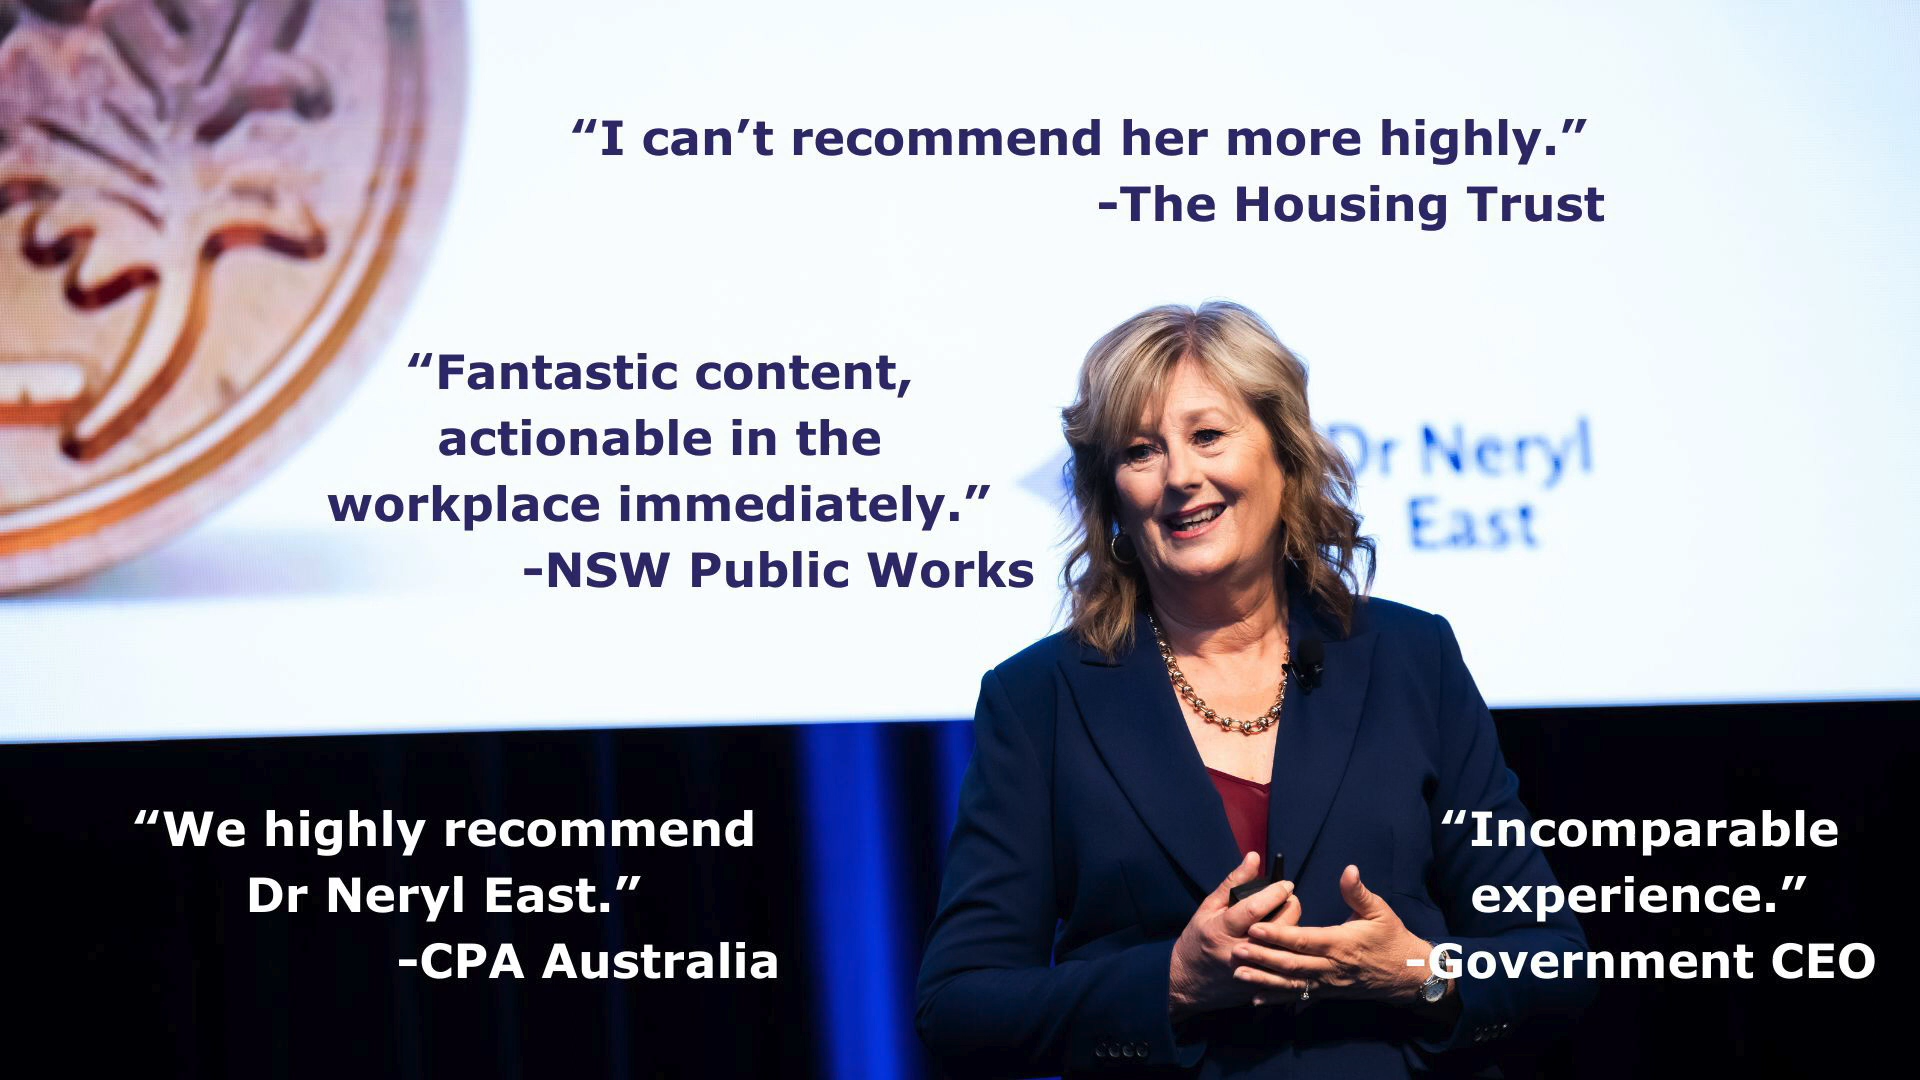 “I can’t recommend her more highly.”
-The Housing Trust
“Fantastic content,
actionable in the
workplace immediately.”
-NSW Public Works
Dr Neryl
East
“We highly recommend
Dr Neryl East.”
-CPA Australia
“Incomparable
experience.”
-Government CEO